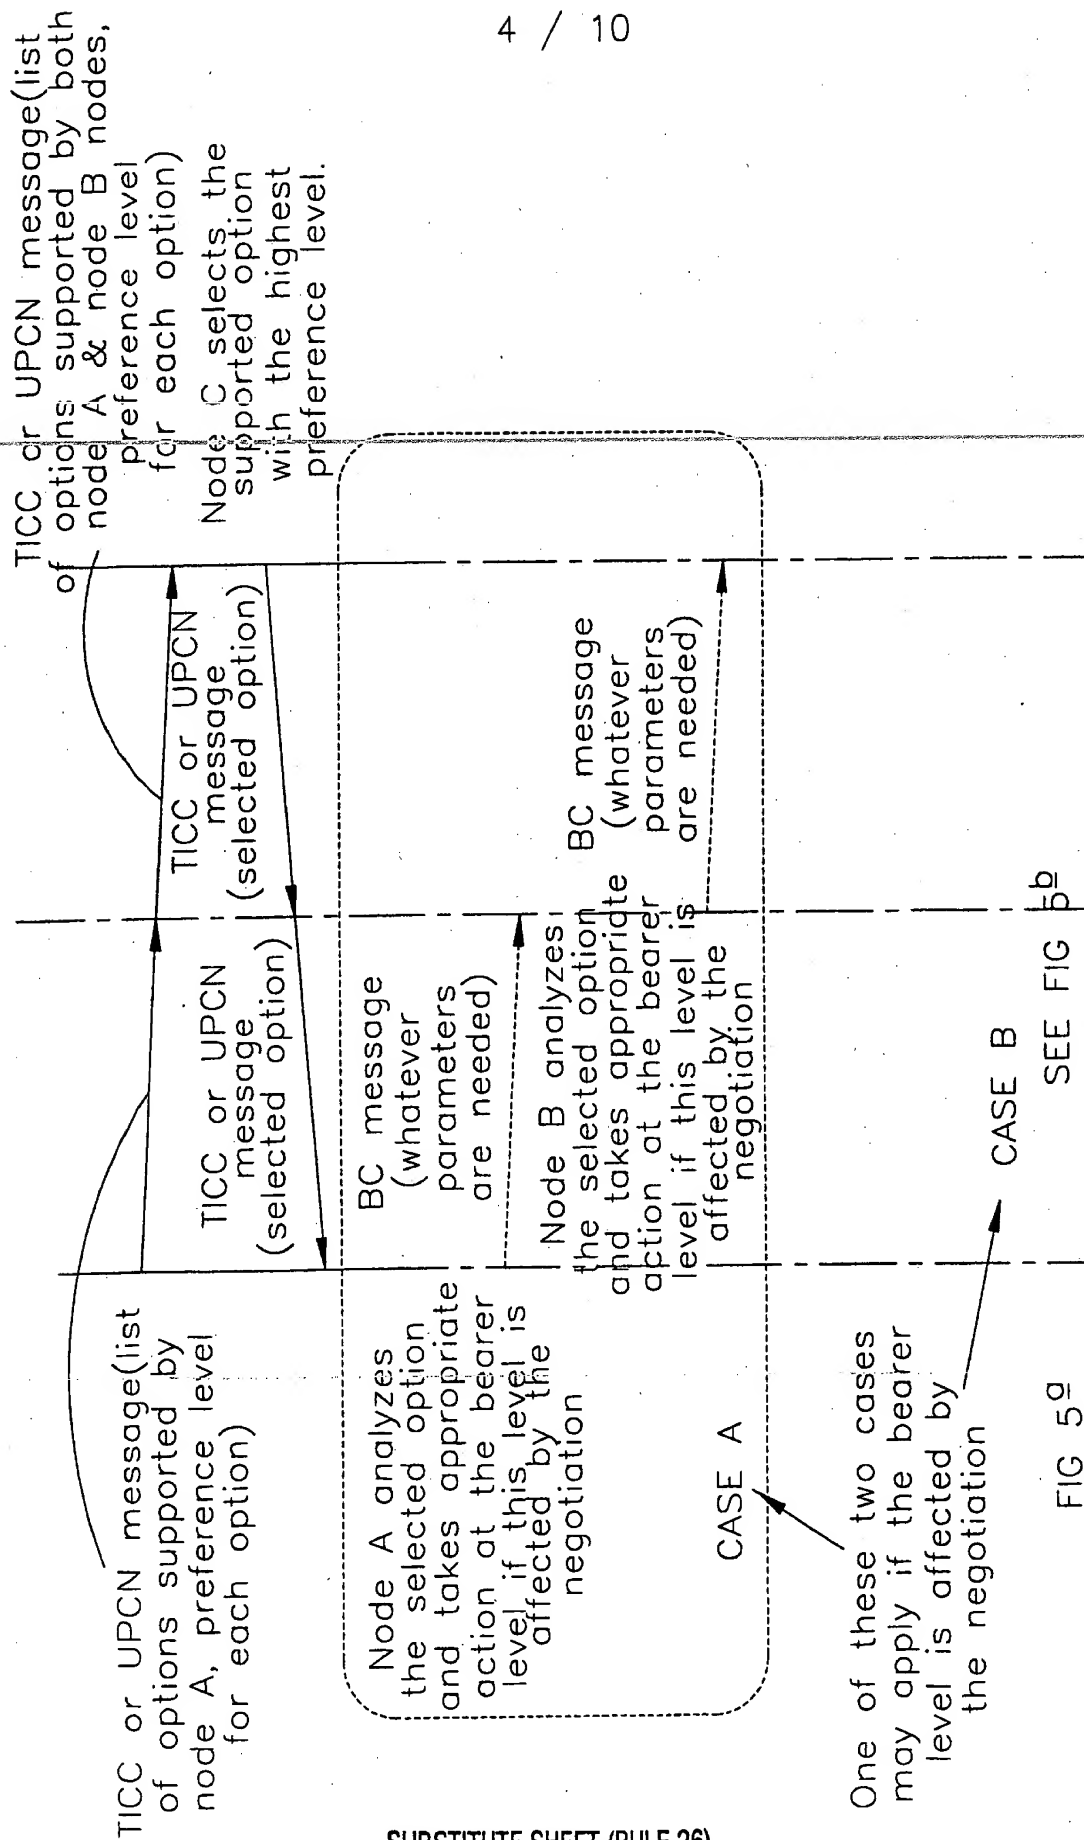 4 / 10
TICC or UPCN message(list
of options supported by
node A, preference level
for each option)
TICC or UPCN message(list
of options supported by both
node A & node B nodes,
preference level
for each option)
TICC or UPCN
message
(selected option)
TICC or UPCN
message
(selected option)
Node C selects the
supported option
with the highest
preference level.
Node A analyzes
the selected option
and takes appropriate
action at the bearer
level if this level is
affected by the
negotiation
BC message
(whatever
parameters
are needed)
Node B analyzes
the selected option
and takes appropriate
action at the bearer
level if this level is
affected by the
negotiation
BC message
(whatever
parameters
are needed)
CASE A
One of these two cases
may apply if the bearer
level is affected by
the negotiation
CASE B
SEE FIG 5b
FIG 5a
SUBSTITUTE SHEET (RULE 26)